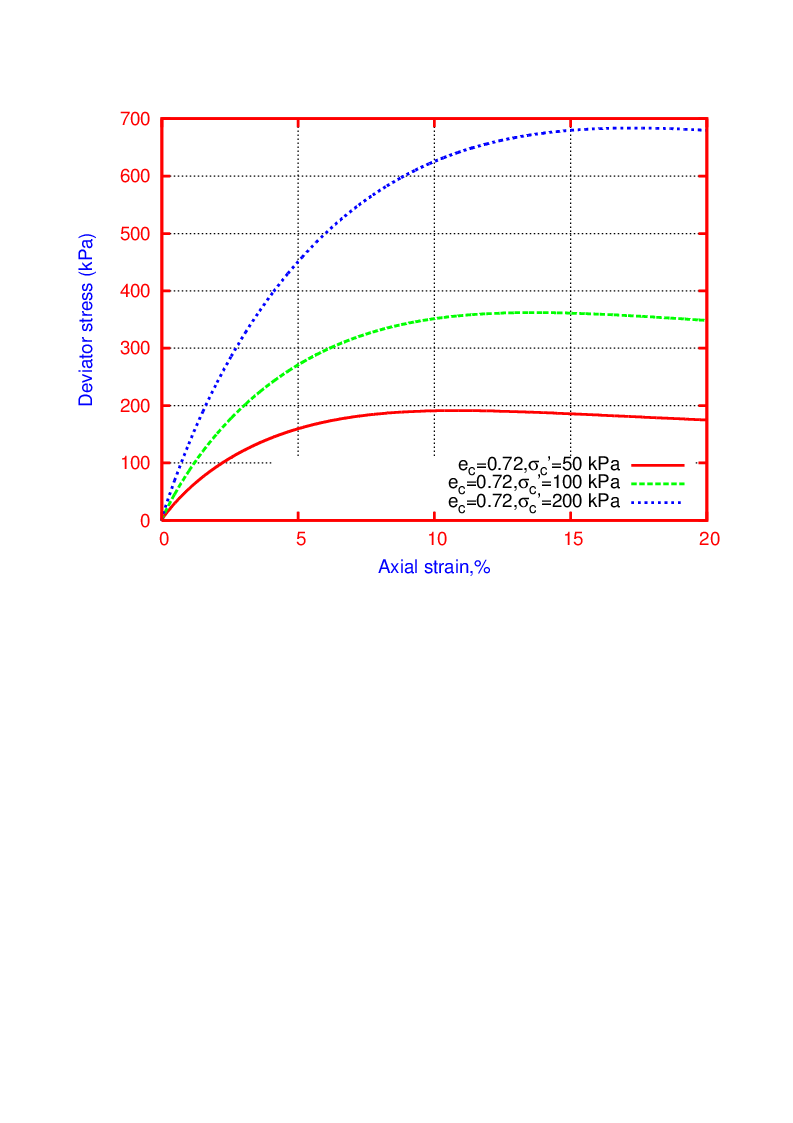 700
600
500
400
300
200
100
0
Deviator stress (kPa)
e_c=0.72,σ_c'=50 kPa
e_c=0.72,σ_c'=100 kPa
e_c=0.72,σ_c'=200 kPa
0 5 10 15 20
Axial strain,%